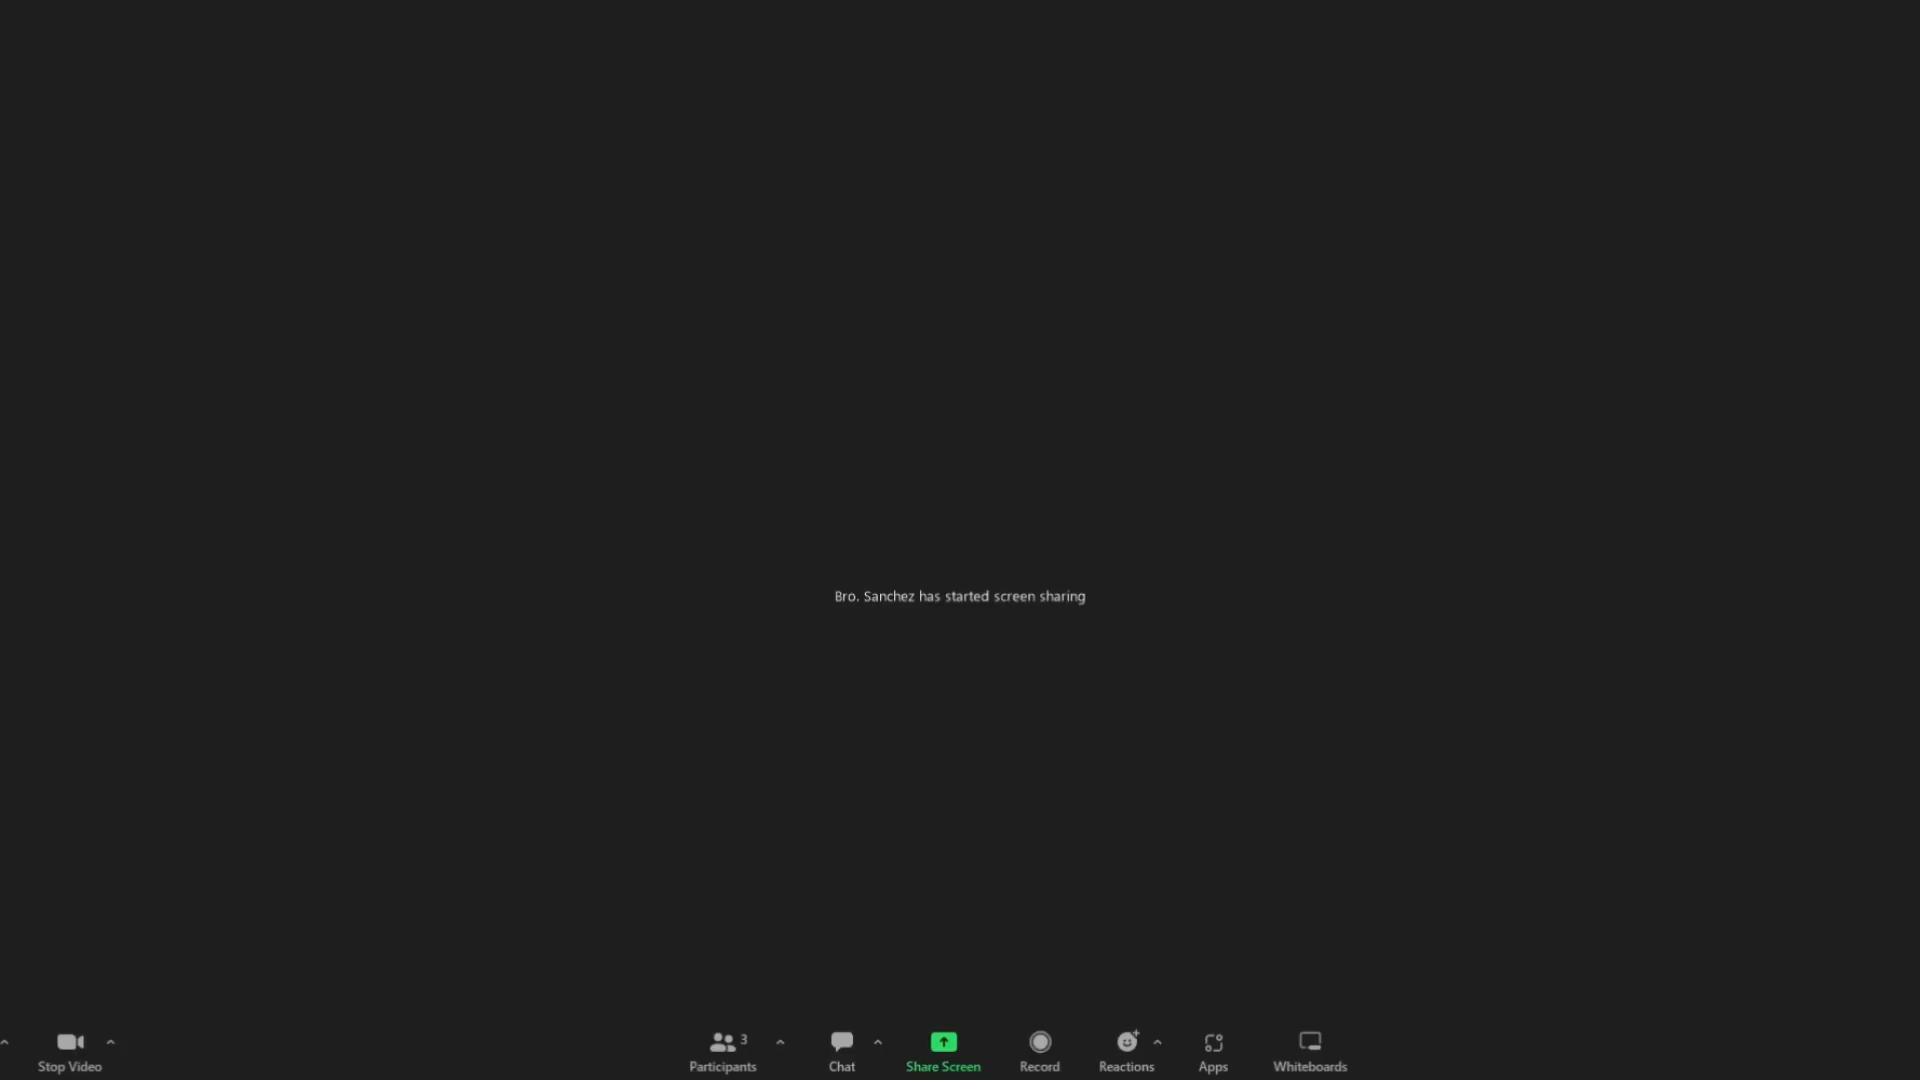 Bro. Sanchez has started screen sharing
3
Stop Video
Participants
Chat
Share Screen
Record
Reactions
Apps
Whiteboards